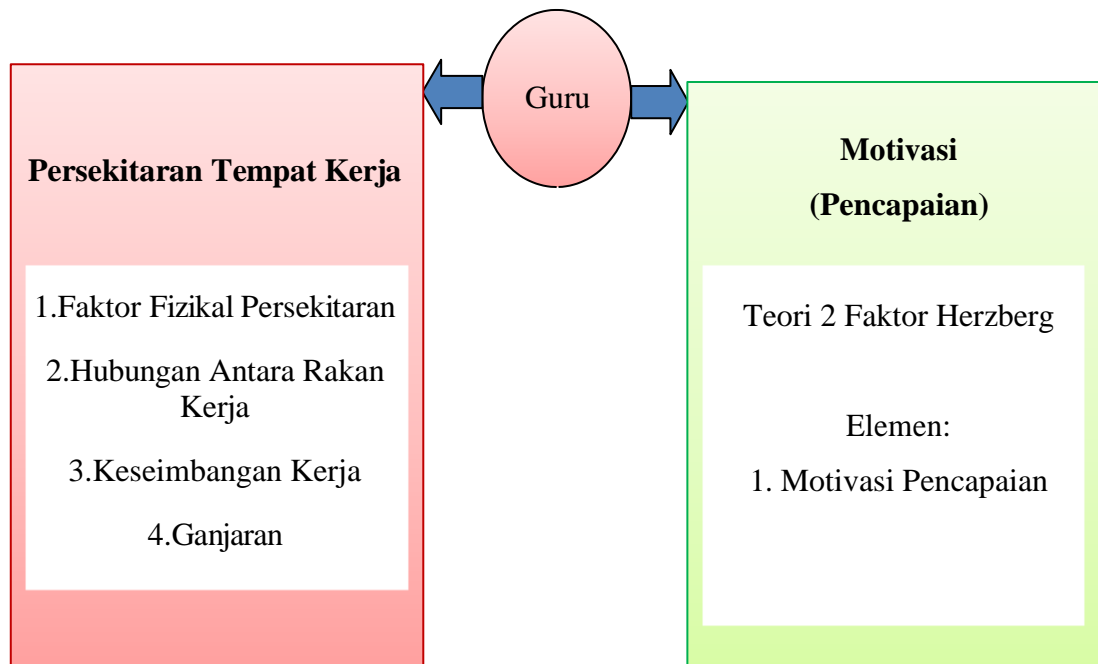 Guru
Persekitaran Tempat Kerja
1.Faktor Fizikal Persekitaran
2.Hubungan Antara Rakan
Kerja
3.Keseimbangan Kerja
4.Ganjaran
Motivasi
(Pencapaian)
Teori 2 Faktor Herzberg
Elemen:
1. Motivasi Pencapaian